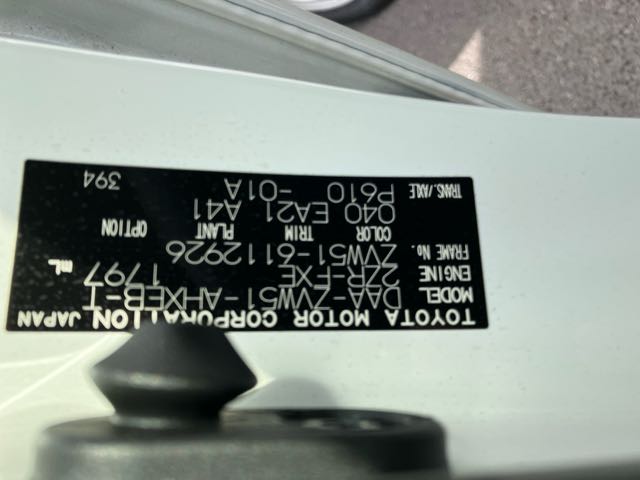 TOYOTA MOTOR CORPORATION JAPAN
MODEL DAA-ZVW51-AHXEB-T
ENGINE 2ZR-FXE 1797 mL
FRAME No. ZVW51-6112926
COLOR TRIM PLANT OPTION
040 EA21 A41
TRANS./AXLE P610 -01A
394